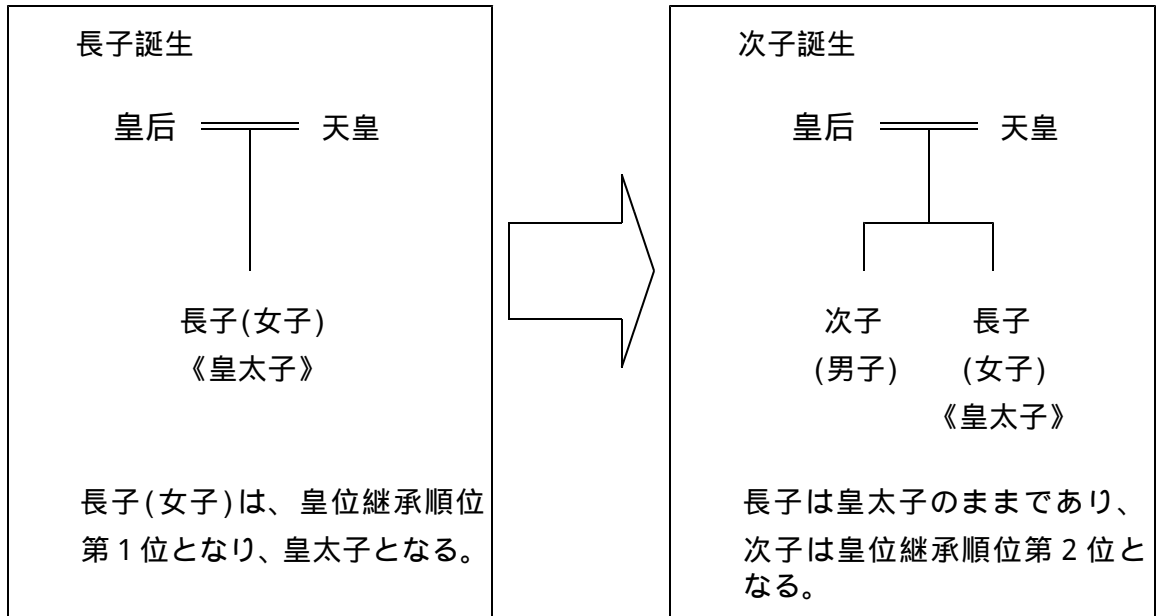 長子誕生
皇后 天皇
長子(女子)
《皇太子》
長子(女子)は、皇位継承順位
第1位となり、皇太子となる。
次子誕生
皇后 天皇
次子 長子
(男子) (女子)
《皇太子》
長子は皇太子のままであり、
次子は皇位継承順位第2位と
なる。